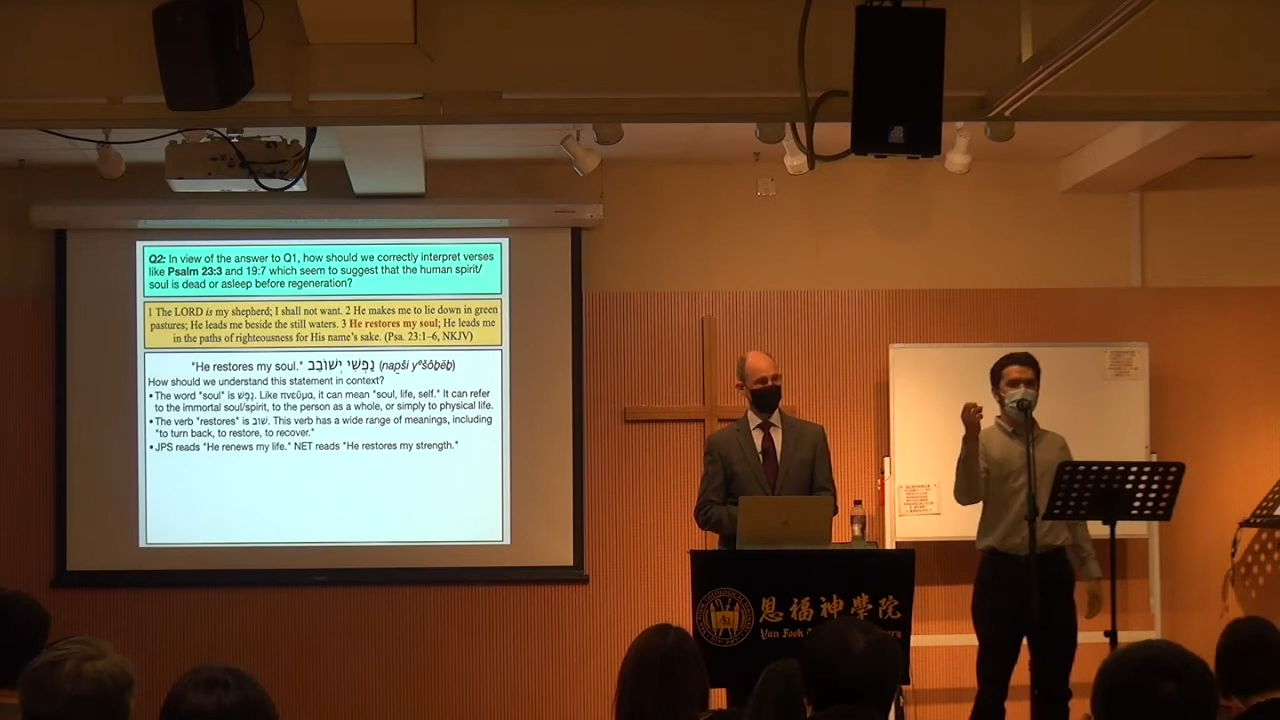 Q2: In view of the answer to Q1, how should we correctly interpret verses
like Psalm 23:3 and 19:7 which seem to suggest that the human spirit/
soul is dead or asleep before regeneration?
1 The LORD is my shepherd; I shall not want. 2 He makes me to lie down in green
pastures; He leads me beside the still waters. 3 He restores my soul; He leads me
in the paths of righteousness for His name's sake. (Psa. 23:1–6, NKJV)
"He restores my soul." נַפְשִׁי יְשׁוֹבֵב (nap̱šî yᵉšôḇēḇ)
How should we understand this statement in context?
• The word "soul" is נֶפֶשׁ. Like πνεῦμα, it can mean "soul, life, self." It can refer
to the immortal soul/spirit, to the person as a whole, or simply to physical life.
• The verb "restores" is שׁוּב. This verb has a wide range of meanings, including
"to turn back, to restore, to recover."
• JPS reads "He renews my life." NET reads "He restores my strength."
恩福神學院
Yan Fook